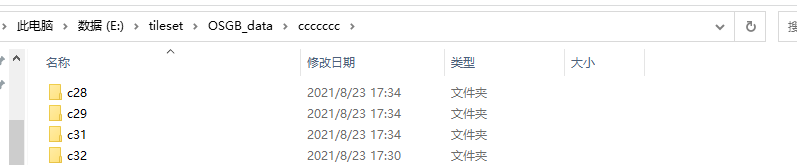 此电脑 > 数据 (E:) > tileset > OSGB_data > ccccccc >
名称 修改日期 类型 大小
c28 2021/8/23 17:34 文件夹
c29 2021/8/23 17:34 文件夹
c31 2021/8/23 17:34 文件夹
c32 2021/8/23 17:30 文件夹